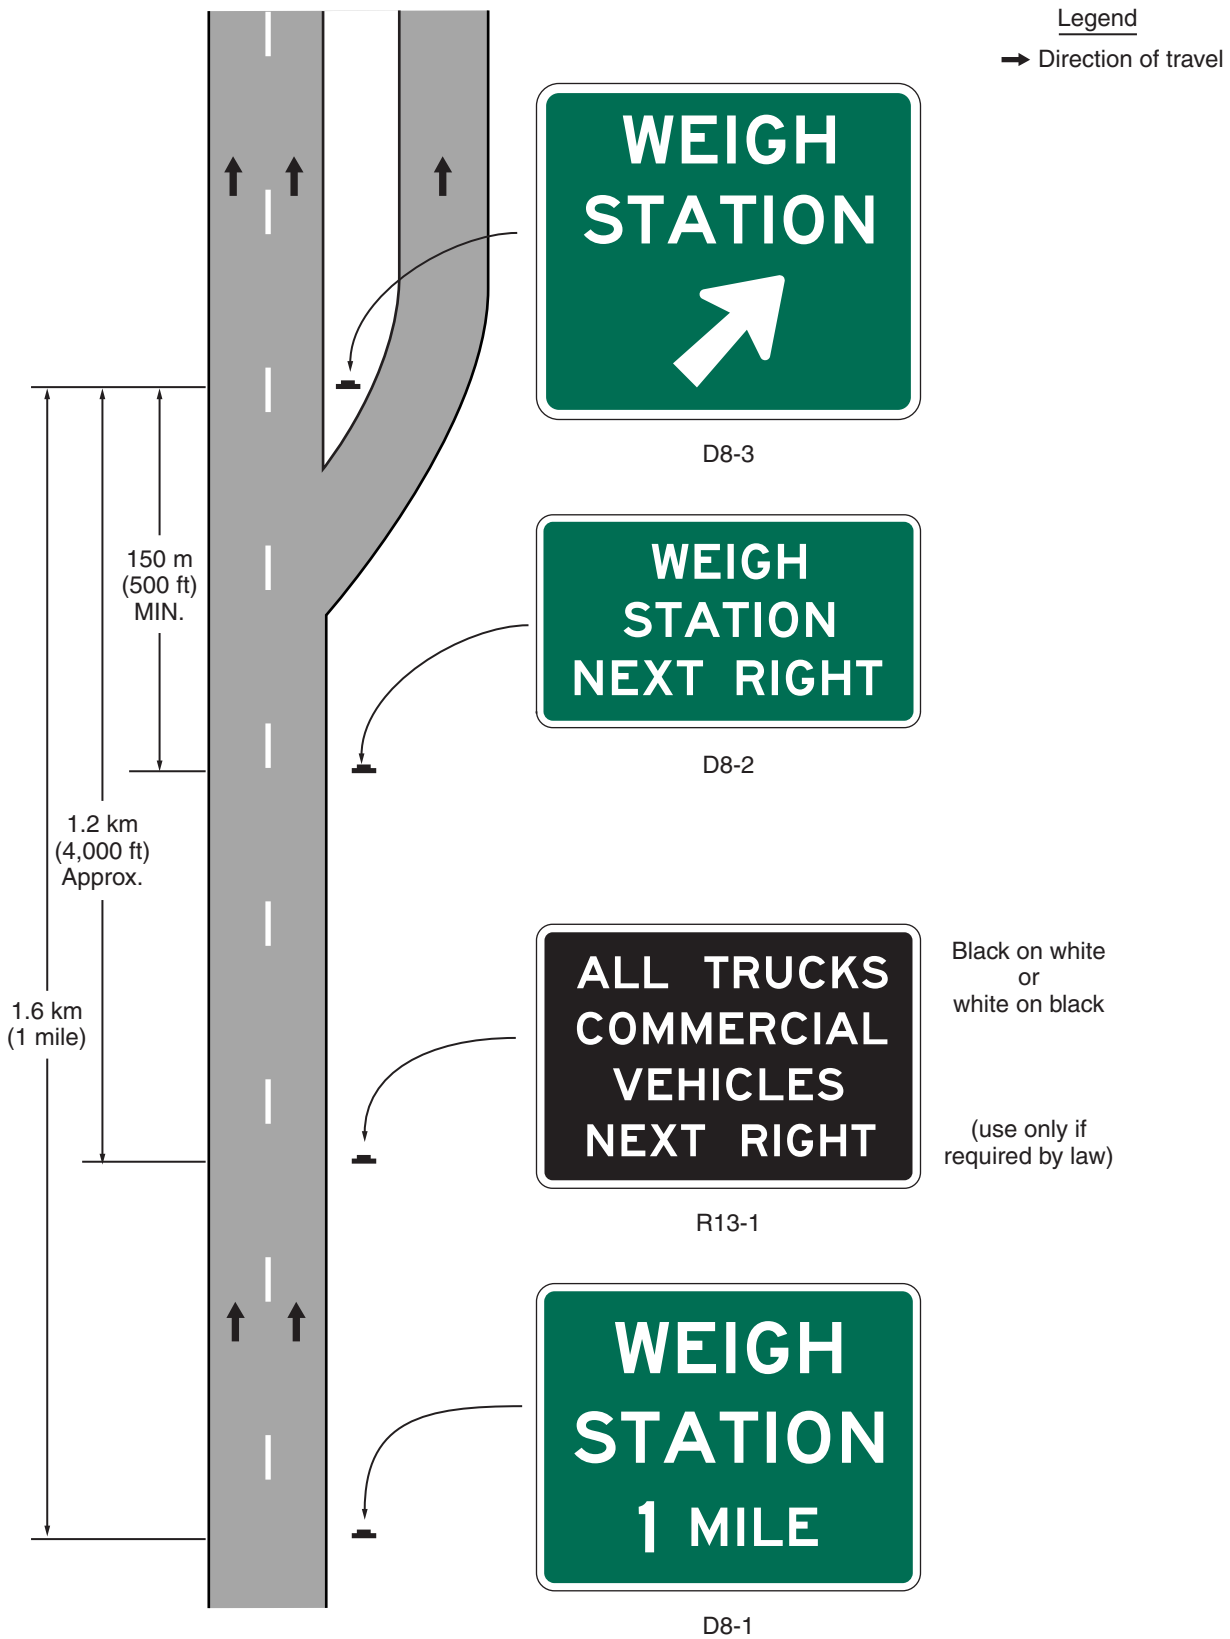 Legend
Direction of travel
WEIGH
STATION
D8-3
150 m
(500 ft)
MIN.
WEIGH
STATION
NEXT RIGHT
D8-2
1.2 km
(4,000 ft)
Approx.
1.6 km
(1 mile)
ALL TRUCKS
COMMERCIAL
VEHICLES
NEXT RIGHT
Black on white
or
white on black
(use only if
required by law)
R13-1
WEIGH
STATION
1 MILE
D8-1